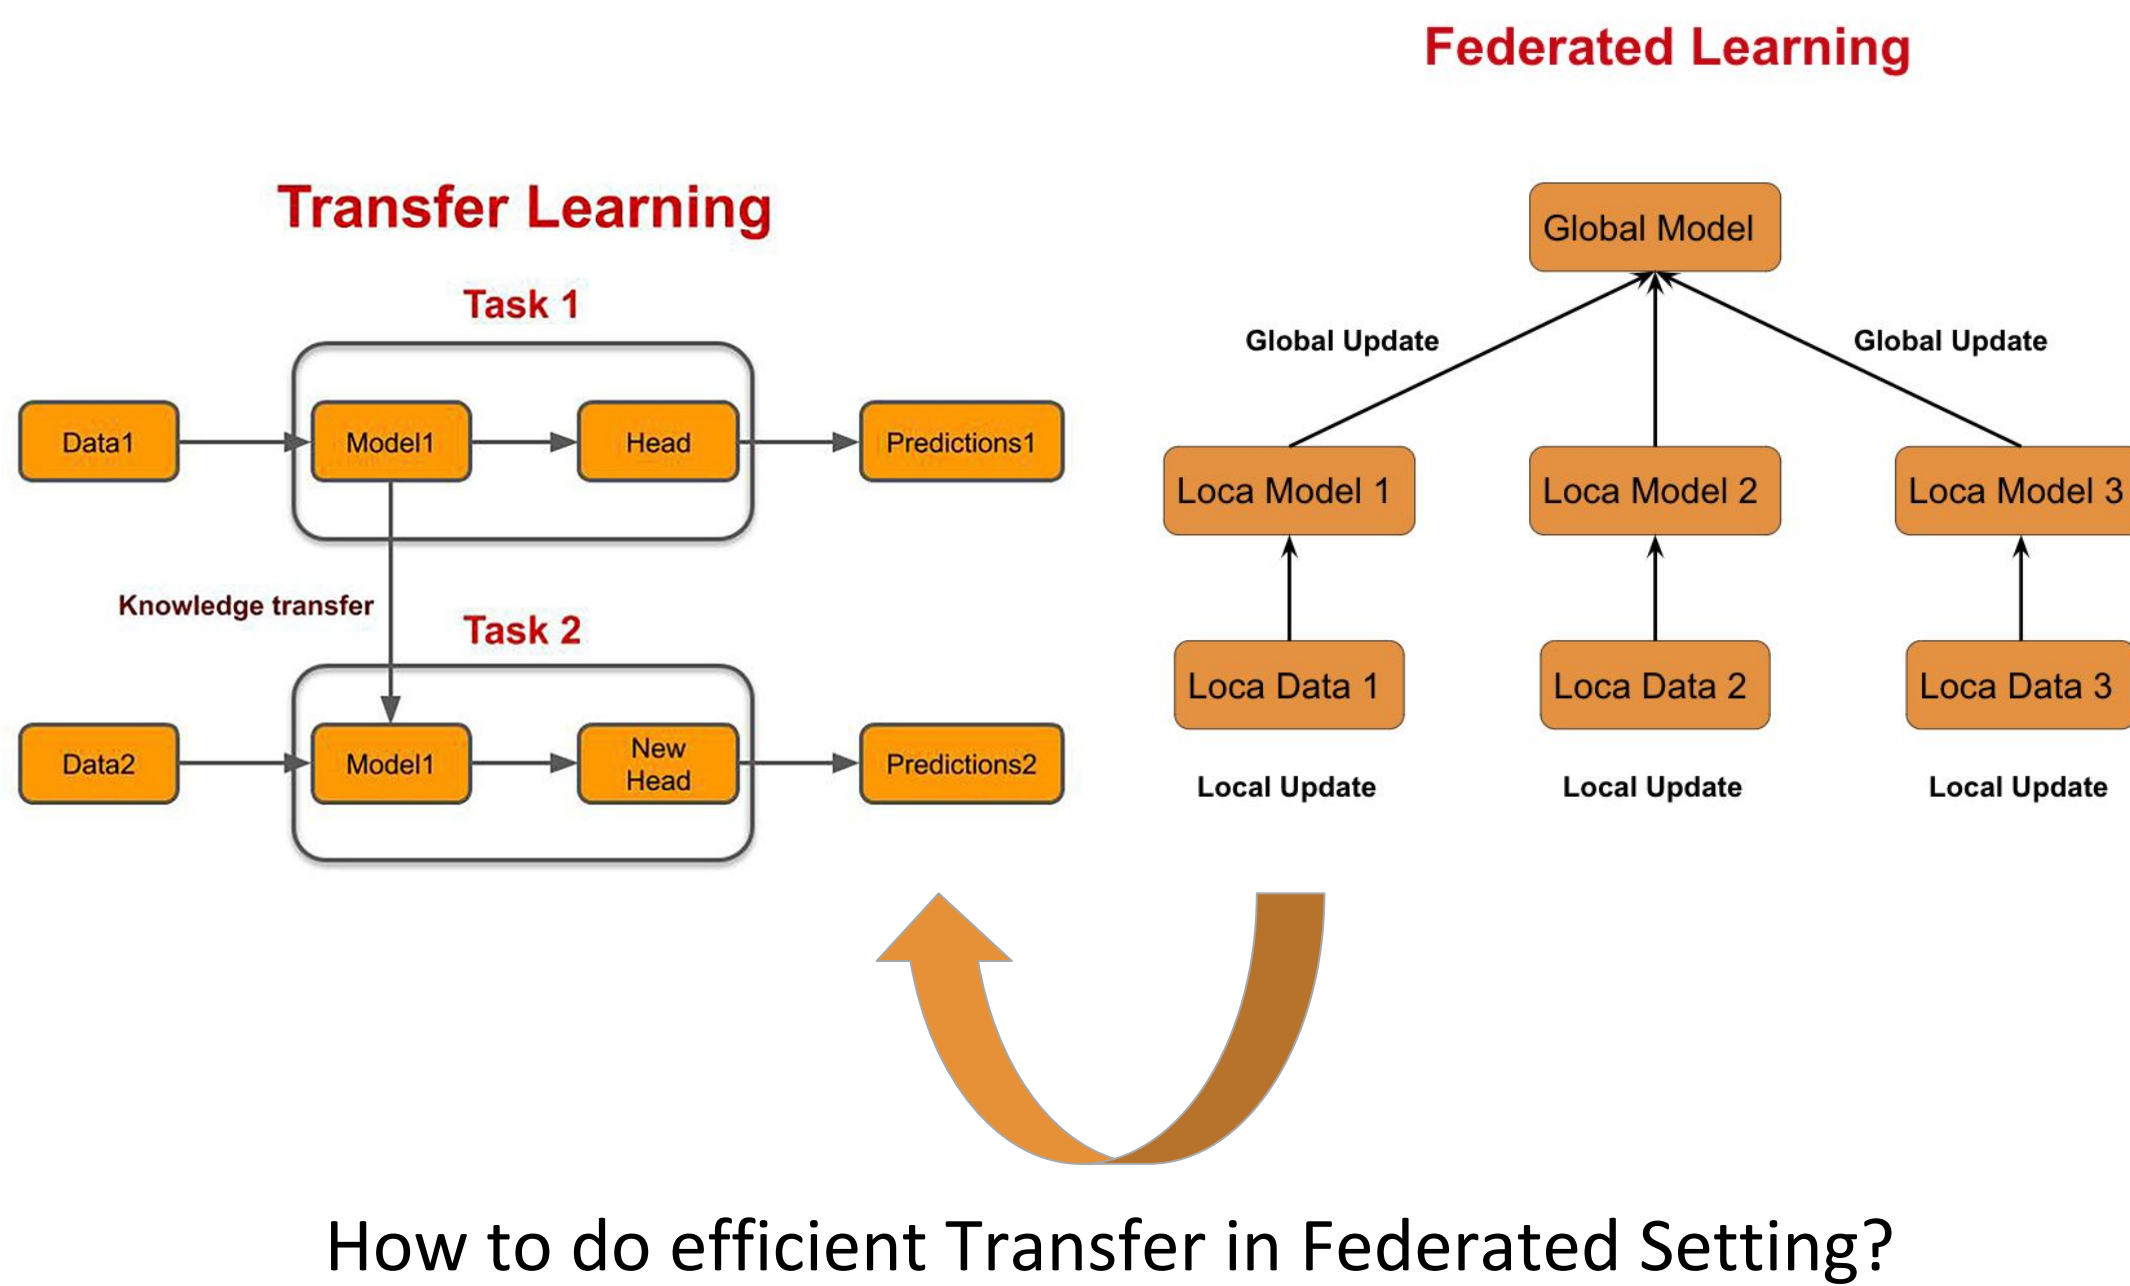 Transfer Learning
Task 1
Data1
Model1
Head
Predictions1
Knowledge transfer
Task 2
Data2
Model1
New
Head
Predictions2
Federated Learning
Global Model
Global Update
Global Update
Loca Model 1
Loca Model 2
Loca Model 3
Loca Data 1
Loca Data 2
Loca Data 3
Local Update
Local Update
Local Update
How to do efficient Transfer in Federated Setting?